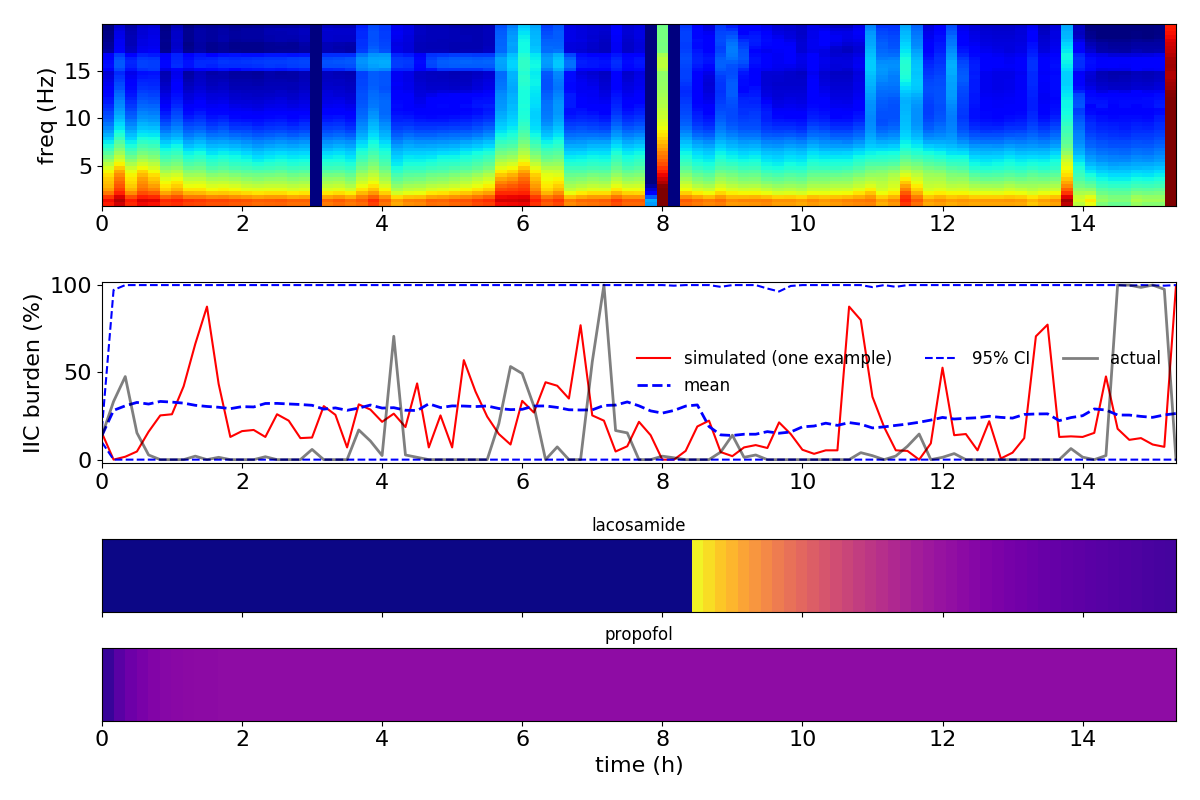 freq (Hz)
15
10
5
0 2 4 6 8 10 12 14
IIC burden (%)
100
50
0
simulated (one example) 95% CI actual
mean
0 2 4 6 8 10 12 14
lacosamide
propofol
0 2 4 6 8 10 12 14
time (h)